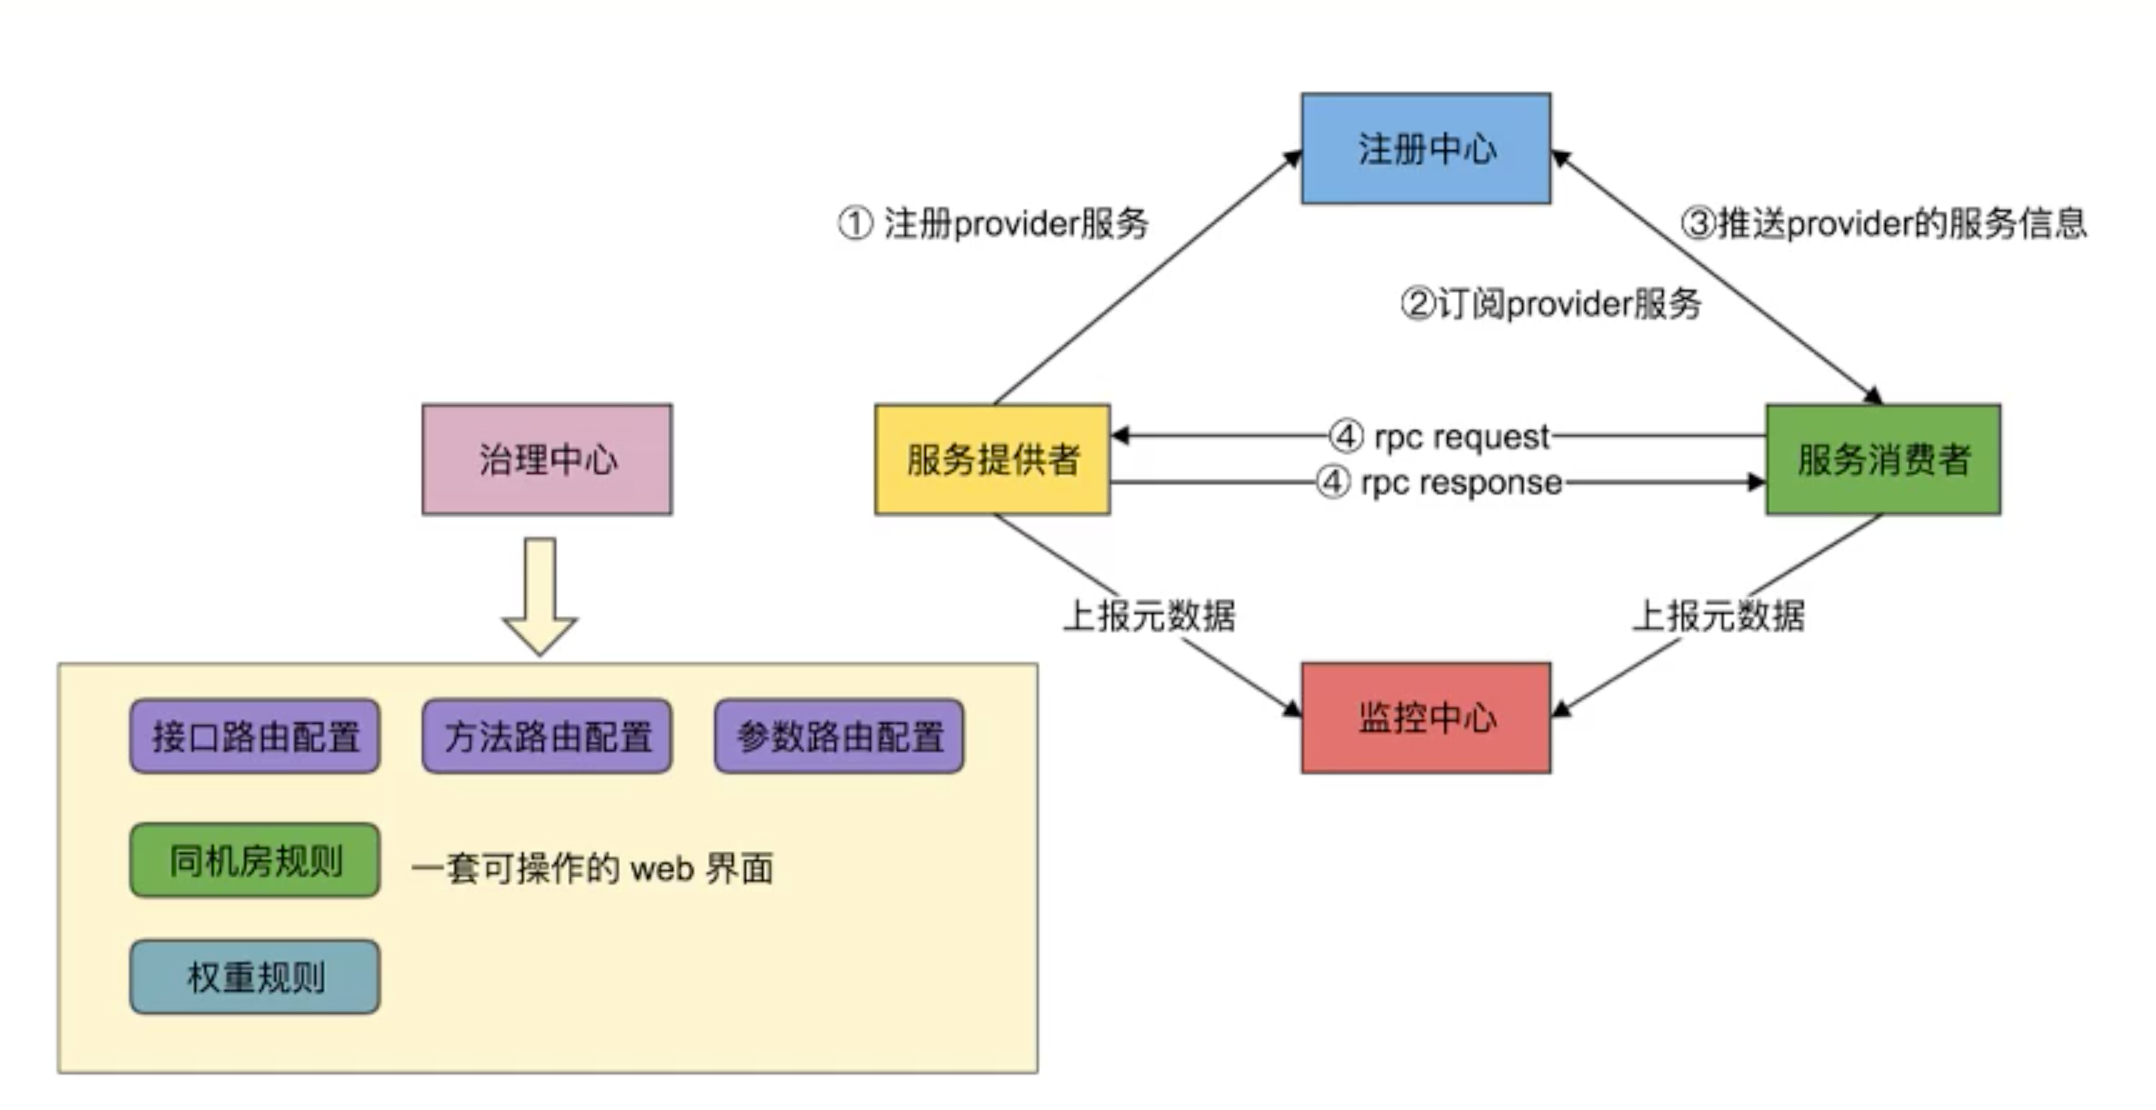 注册中心
① 注册provider服务
③推送provider的服务信息
②订阅provider服务
治理中心
服务提供者
④ rpc request
④ rpc response
服务消费者
上报元数据
上报元数据
监控中心
接口路由配置
方法路由配置
参数路由配置
同机房规则
一套可操作的 web 界面
权重规则